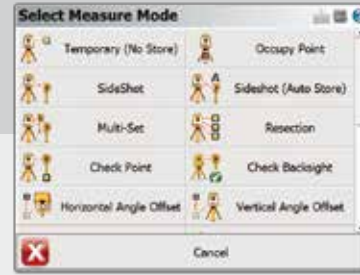 Select Measure Mode
Temporary (No Store) Occupy Point
SideShot Sideshot (Auto Store)
Multi-Set Resection
Check Point Check Backsight
Horizontal Angle Offset Vertical Angle Offset
Cancel